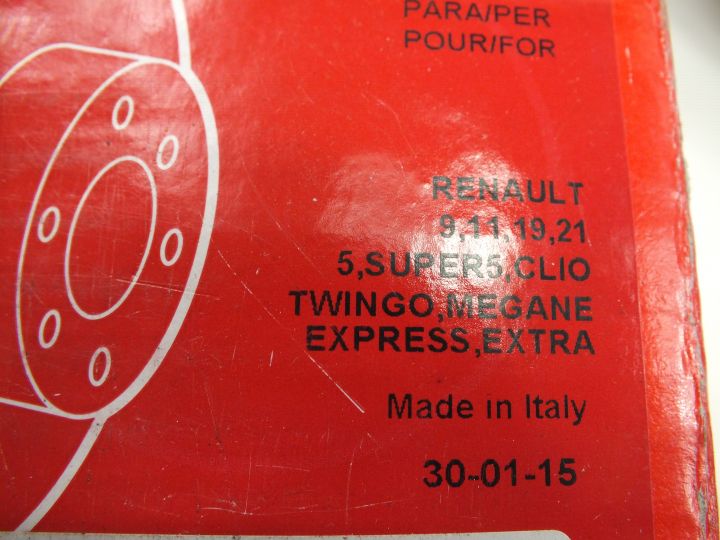 PARA/PER
POUR/FOR
RENAULT
9,11,19,21
5,SUPER5,CLIO
TWINGO,MEGANE
EXPRESS,EXTRA
Made in Italy
30-01-15